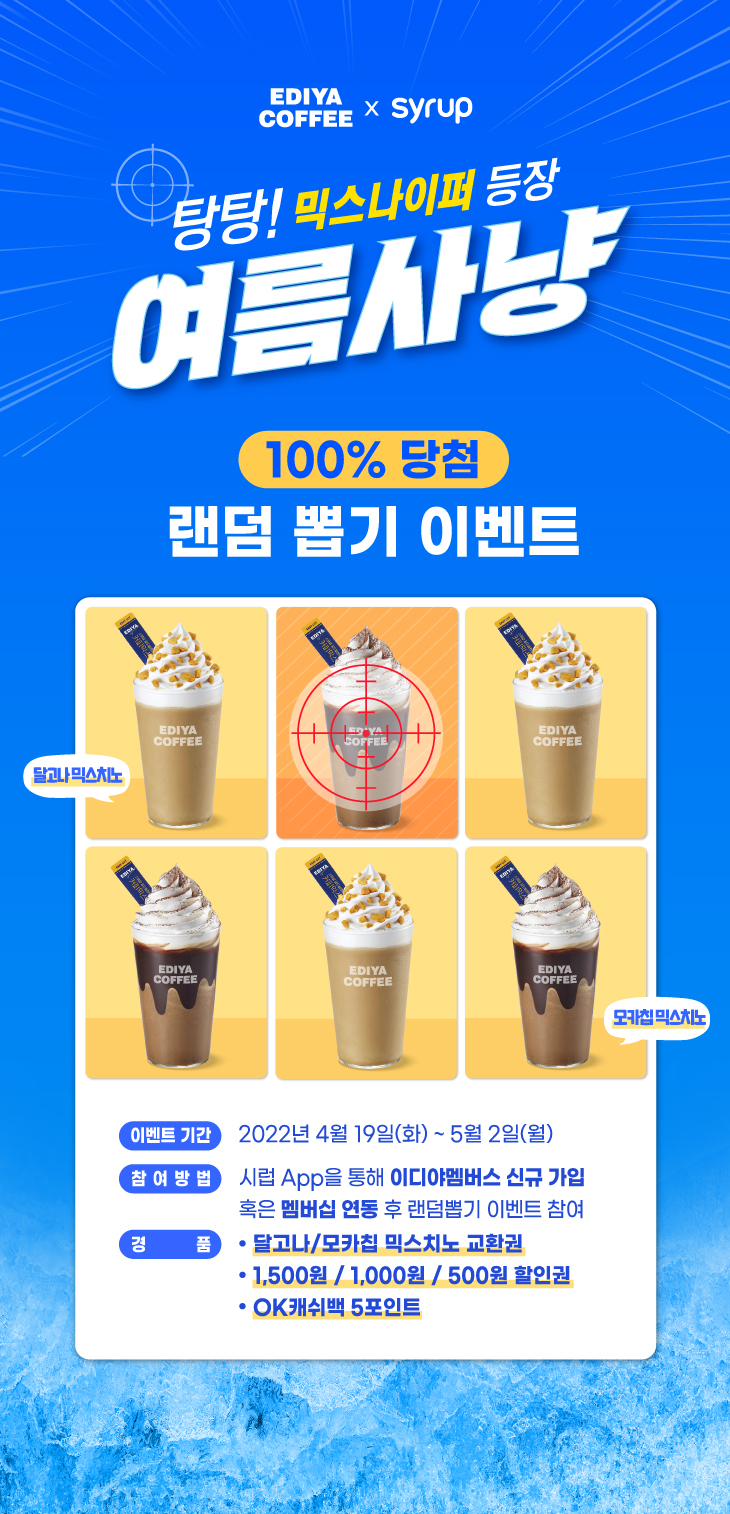 EDIYA
COFFEE x syrup
탕탕! 믹스나이퍼 등장
여름사냥
100% 당첨
랜덤 뽑기 이벤트
EDIYA
EDIYA
EDIYA
EDIYA
COFFEE
EDIYA
COFFEE
EDIYA
COFFEE
달고나 믹스치노
EDIYA
EDIYA
EDIYA
EDIYA
COFFEE
EDIYA
COFFEE
EDIYA
COFFEE
모카칩 믹스치노
이벤트 기간 2022년 4월 19일(화) ~ 5월 2일(월)
참여방법 시럽 App을 통해 이디야멤버스 신규 가입
혹은 멤버십 연동 후 랜덤뽑기 이벤트 참여
경품 • 달고나/모카칩 믹스치노 교환권
• 1,500원 / 1,000원 / 500원 할인권
• OK캐쉬백 5포인트